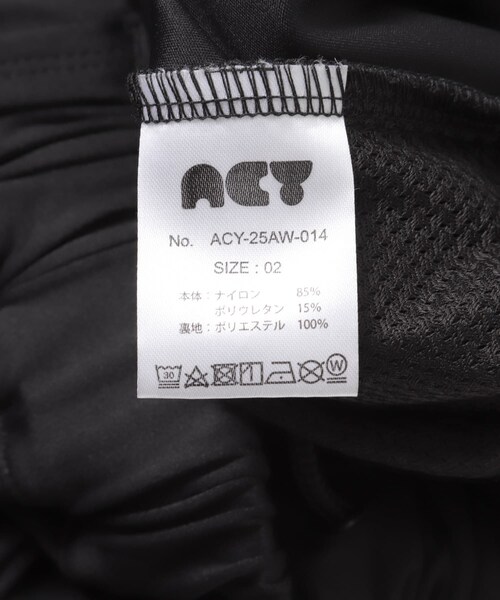 ACY
No. ACY-25AW-014
SIZE : 02
本体 : ナイロン 85%
ポリウレタン 15%
裏地 : ポリエステル 100%
30 W